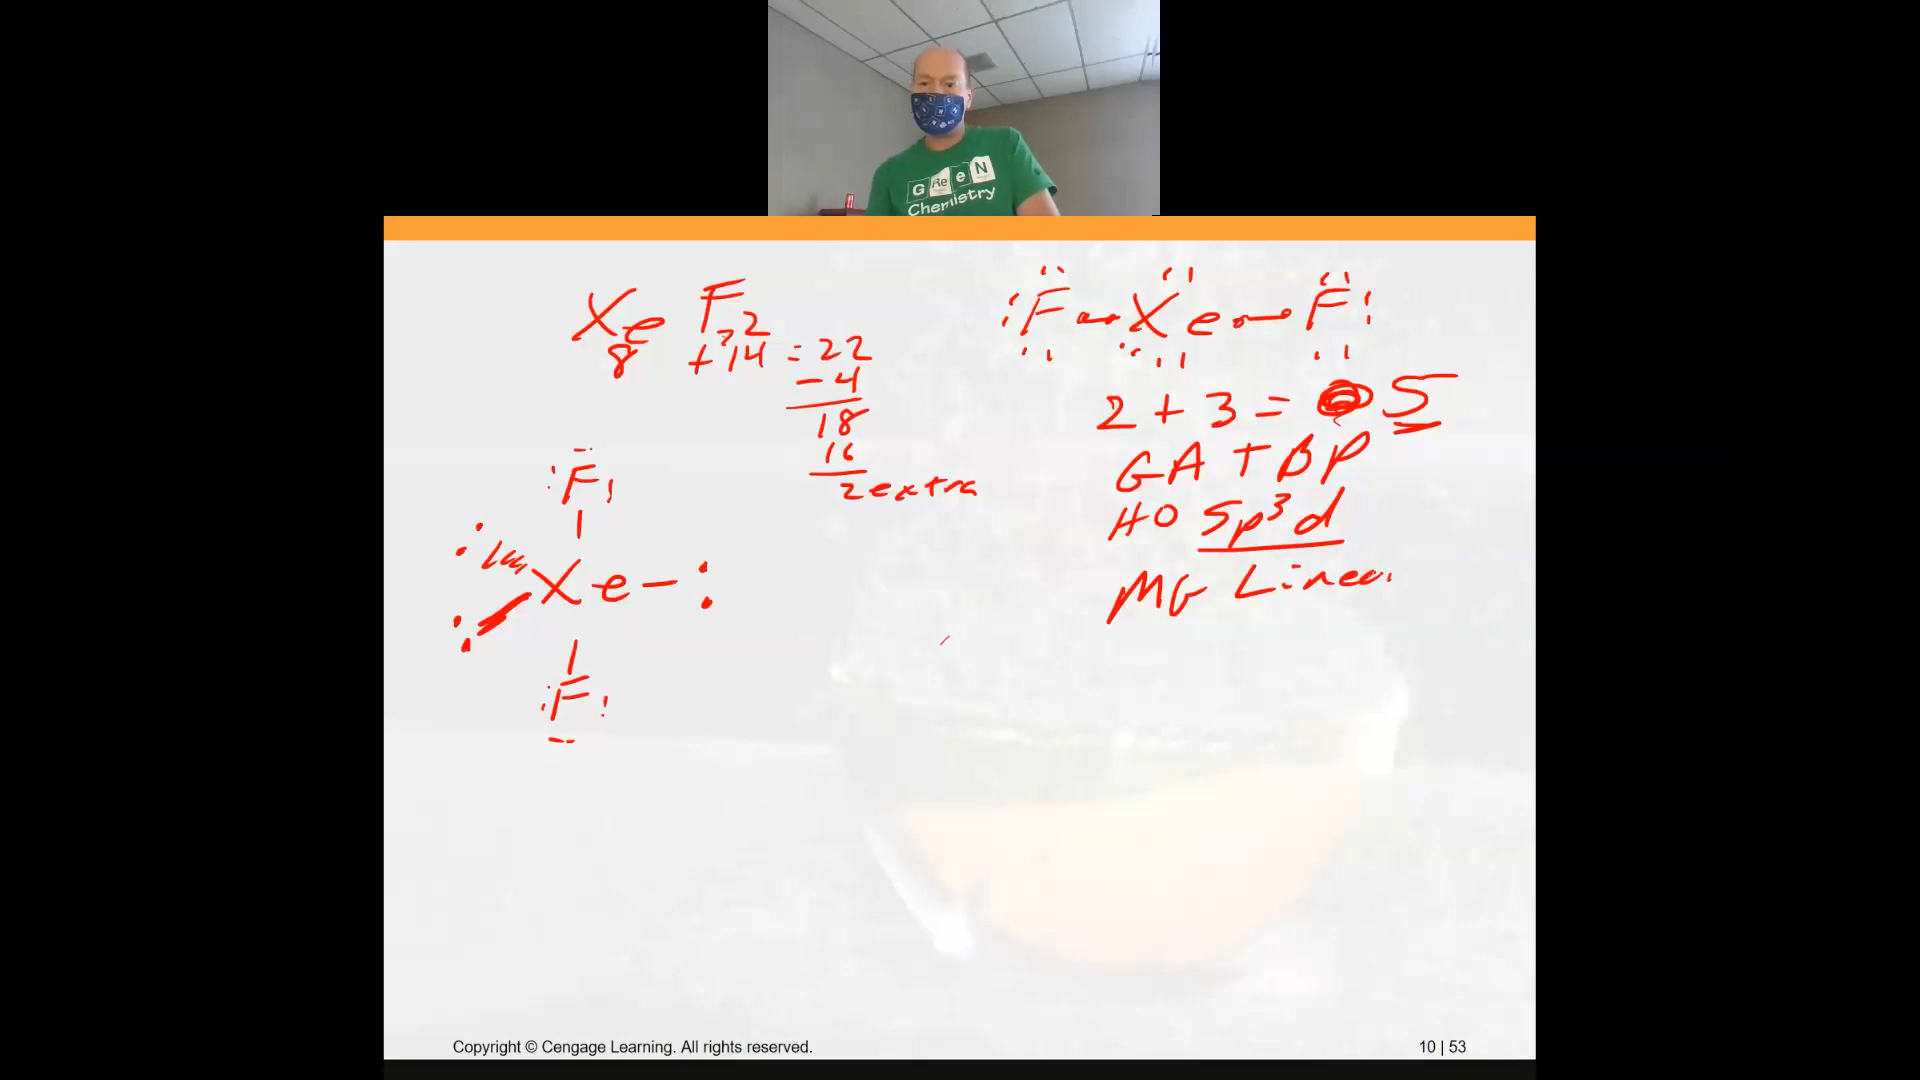 G Re e N
Chemistry
Xe F2
8 + 14 = 22
- 4
18
16
2 extra
:F - Xe - F:
2 + 3 = 5
GA TBP
HO Sp³d
MG Linear
:F:
Xe - :
:F:
Copyright © Cengage Learning. All rights reserved.
10 | 53